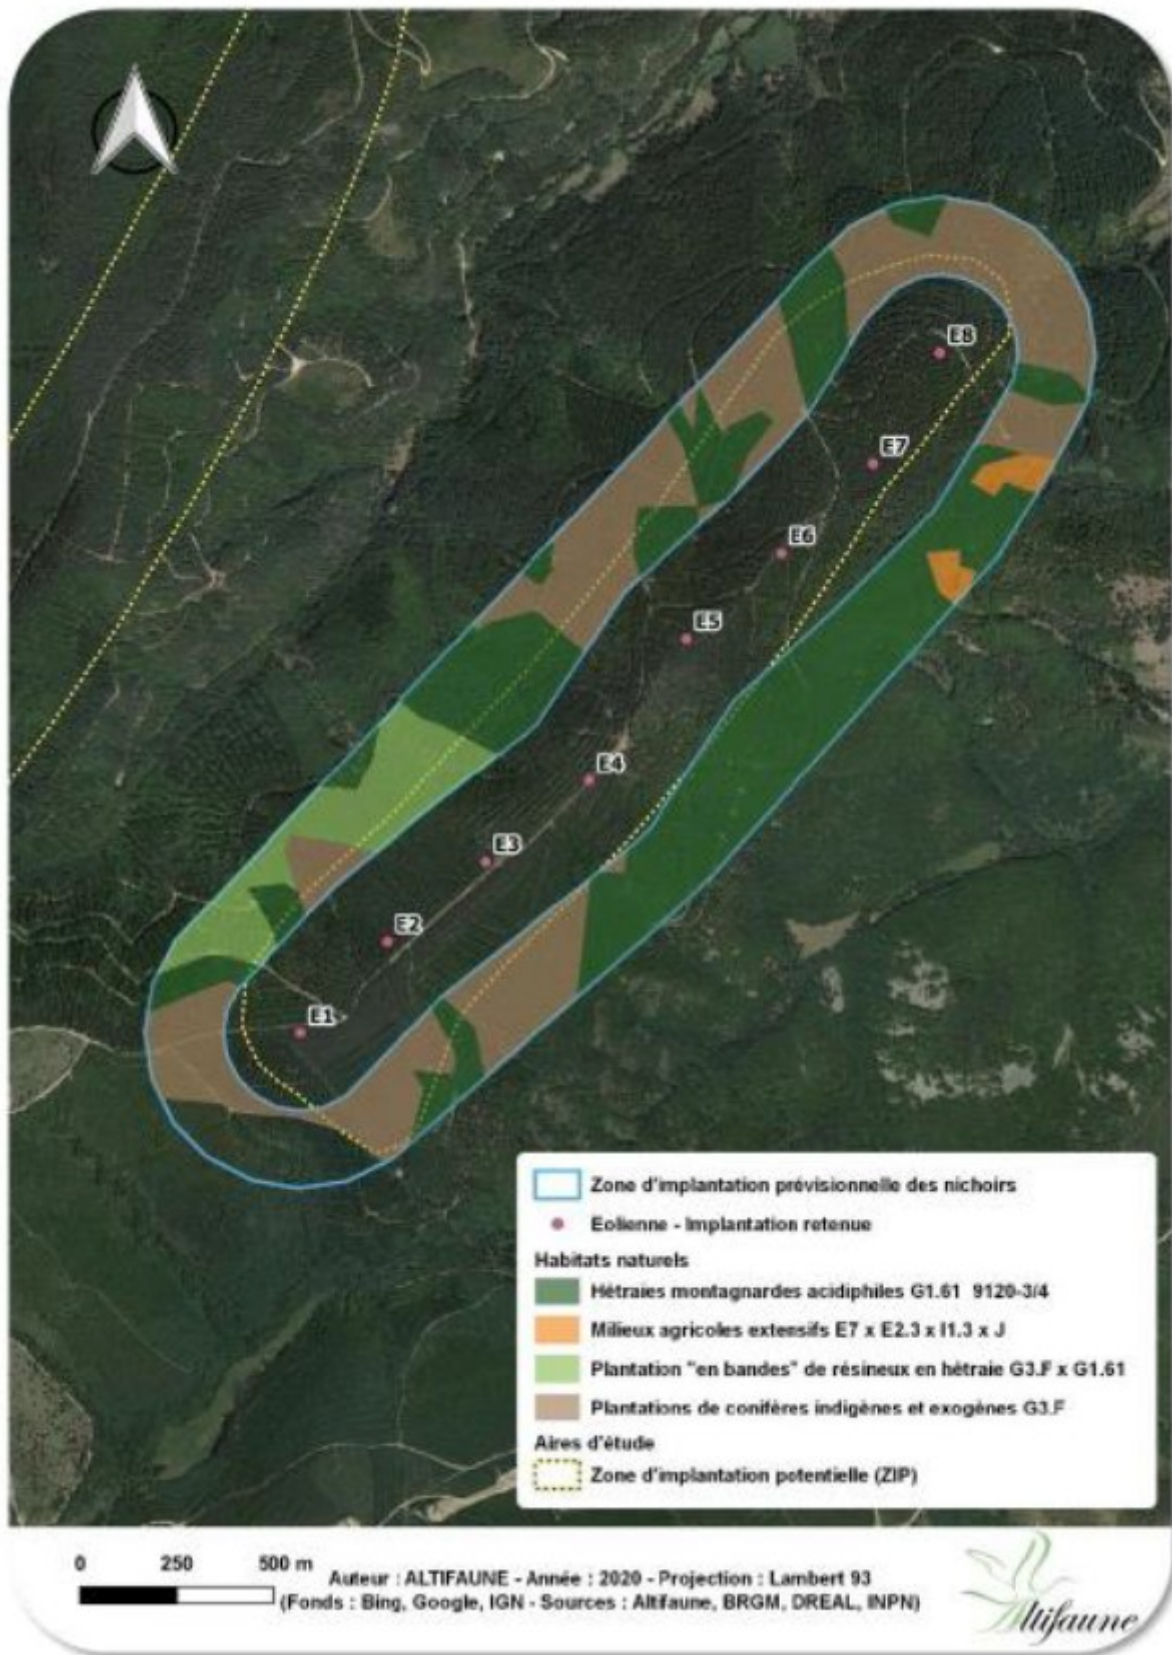 E8
E7
E6
E5
E4
E3
E2
E1
Zone d'implantation prévisionnelle des nichoirs
Eolienne - Implantation retenue
Habitats naturels
Hétraies montagnardes acidiphiles G1.61 9120-3/4
Milieux agricoles extensifs E7 x E2.3 x I1.3 x J
Plantation "en bandes" de résineux en hétraie G3.F x G1.61
Plantations de conifères indigènes et exogènes G3.F
Aires d'étude
Zone d'implantation potentielle (ZIP)
0 250 500 m
Auteur : ALTIFAUNE - Année : 2020 - Projection : Lambert 93
(Fonds : Bing, Google, IGN - Sources : Altifaune, BRGM, DREAL, INPN)
Altifaune